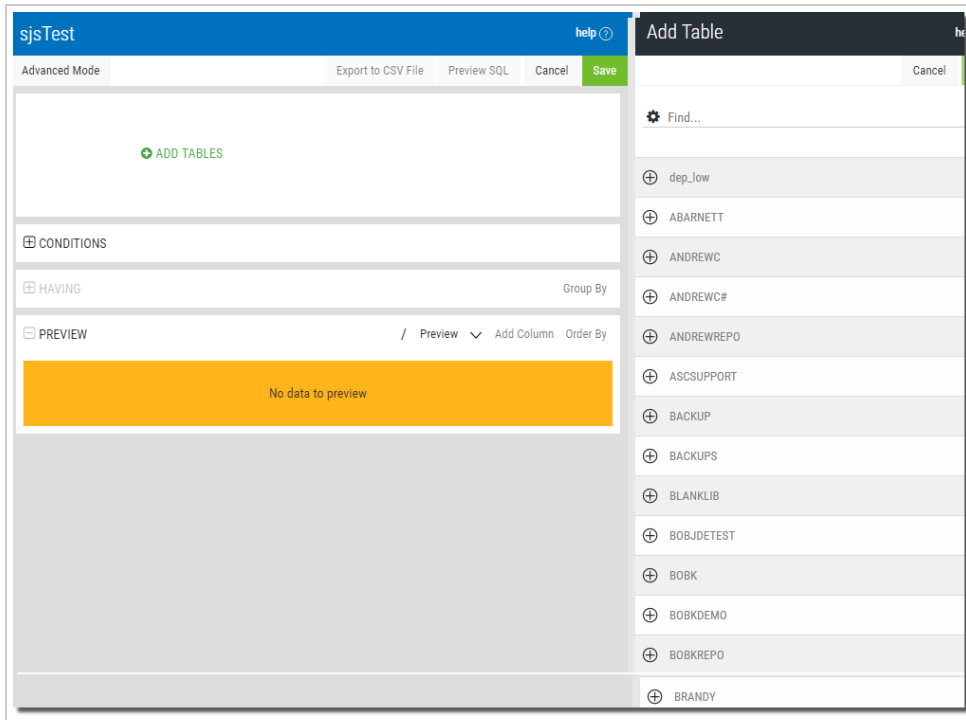 sjsTest
help ?
Advanced Mode
Export to CSV File
Preview SQL
Cancel
Save
ADD TABLES
CONDITIONS
HAVING
Group By
PREVIEW
/
Preview
Add Column
Order By
No data to preview
Add Table
Cancel
Find...
dep_low
ABARNETT
ANDREWC
ANDREWC#
ANDREWREPO
ASCSUPPORT
BACKUP
BACKUPS
BLANKLIB
BOBJDETEST
BOBK
BOBKDEMO
BOBKREPO
BRANDY